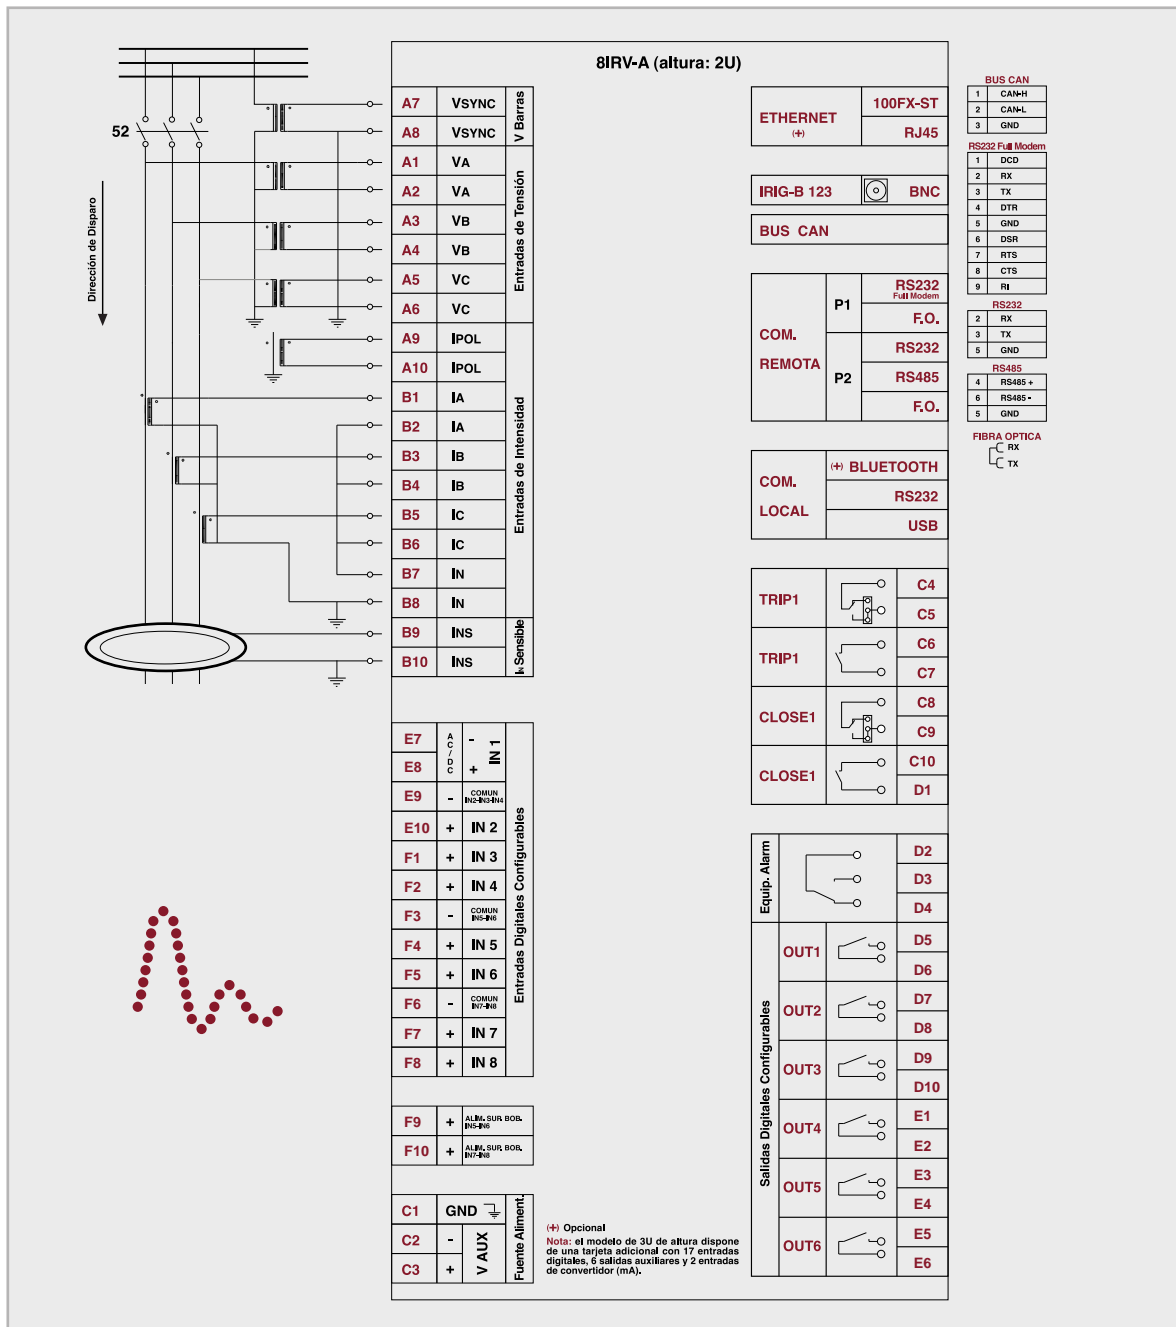 8IRV-A (altura: 2U)
52
Dirección de Disparo
A7 VSYNC
A8 VSYNC
V Barras
A1 VA
A2 VA
A3 VB
A4 VB
A5 VC
A6 VC
Entradas de Tensión
A9 IPOL
A10 IPOL
B1 IA
B2 IA
B3 IB
B4 IB
B5 IC
B6 IC
B7 IN
B8 IN
Entradas de Intensidad
B9 INS
B10 INS
IN Sensible
E7 -
E8 +
AC/DC
IN 1
E9 - COMUN IN2-IN3-IN4
E10 + IN 2
F1 + IN 3
F2 + IN 4
F3 - COMUN IN5-IN6
F4 + IN 5
F5 + IN 6
F6 - COMUN IN7-IN8
F7 + IN 7
F8 + IN 8
Entradas Digitales Configurables
F9 + ALIM. SUP. BOB. IN5-IN6
F10 + ALIM. SUP. BOB. IN7-IN8
C1 GND
C2 -
C3 +
V AUX
Fuente Aliment.
(+) Opcional
Nota: el modelo de 3U de altura dispone
de una tarjeta adicional con 17 entradas
digitales, 6 salidas auxiliares y 2 entradas
de convertidor (mA).
ETHERNET
(+)
100FX-ST
RJ45
IRIG-B 123 BNC
BUS CAN
COM.
REMOTA
P1
RS232
Full Modem
F.O.
P2
RS232
RS485
F.O.
COM.
LOCAL
(+) BLUETOOTH
RS232
USB
TRIP1
C4
C5
TRIP1
C6
C7
CLOSE1
C8
C9
CLOSE1
C10
D1
Equip. Alarm
D2
D3
D4
Salidas Digitales Configurables
OUT1
D5
D6
OUT2
D7
D8
OUT3
D9
D10
OUT4
E1
E2
OUT5
E3
E4
OUT6
E5
E6
BUS CAN
1 CAN-H
2 CAN-L
3 GND
RS232 Full Modem
1 DCD
2 RX
3 TX
4 DTR
5 GND
6 DSR
7 RTS
8 CTS
9 RI
RS232
2 RX
3 TX
5 GND
RS485
4 RS485 +
6 RS485 -
5 GND
FIBRA OPTICA
RX
TX